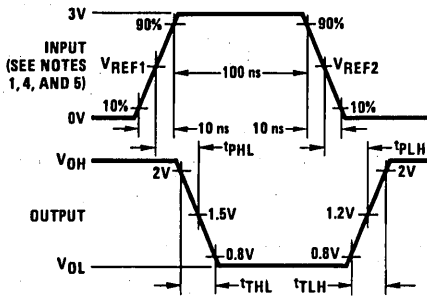 3V
90%
90%
INPUT
(SEE NOTES
1, 4, AND 5)
VREF1
100 ns
VREF2
10%
10%
0V
10 ns
10 ns
tPHL
tPLH
VOH
2V
2V
OUTPUT
1.5V
1.2V
0.8V
0.8V
VOL
tTHL
tTLH